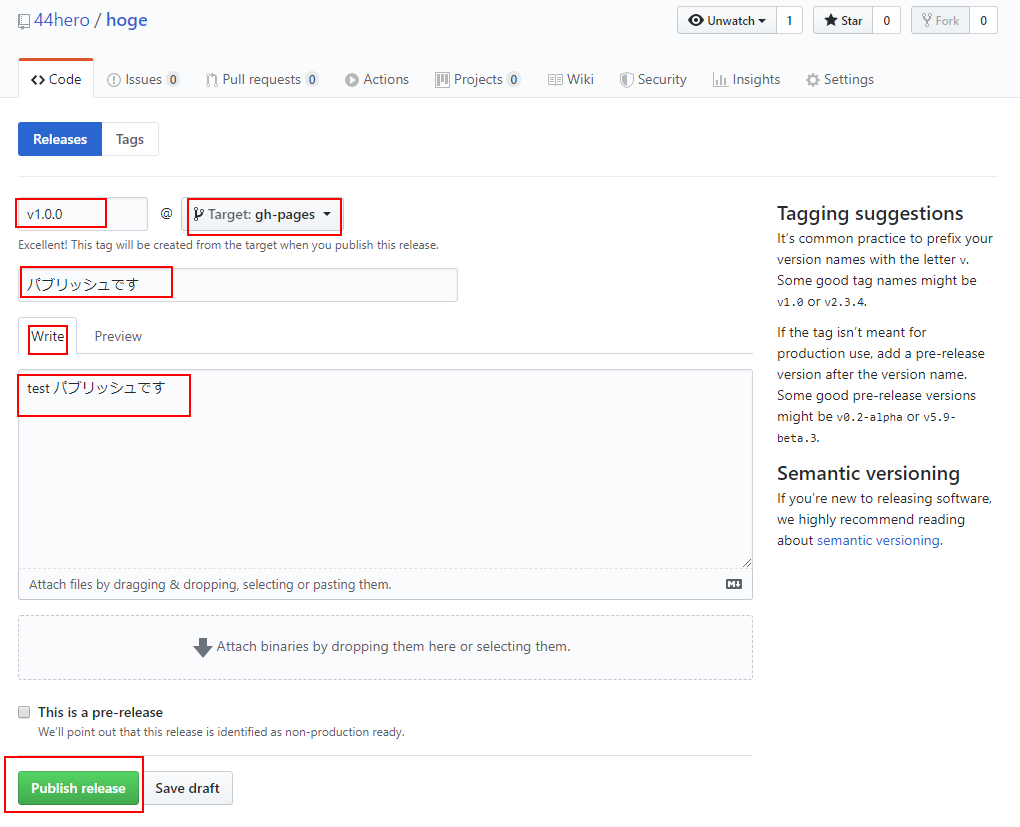 44hero / hoge
Unwatch 1 Star 0 Fork 0
Code Issues 0 Pull requests 0 Actions Projects 0 Wiki Security Insights Settings
Releases Tags
v1.0.0 @ Target: gh-pages
Excellent! This tag will be created from the target when you publish this release.
パブリッシュです
Write Preview
test パブリッシュです
Attach files by dragging & dropping, selecting or pasting them.
Attach binaries by dropping them here or selecting them.
This is a pre-release
We'll point out that this release is identified as non-production ready.
Publish release Save draft
Tagging suggestions
It's common practice to prefix your
version names with the letter v.
Some good tag names might be
v1.0 or v2.3.4.
If the tag isn't meant for
production use, add a pre-release
version after the version name.
Some good pre-release versions
might be v0.2-alpha or v5.9-
beta.3.
Semantic versioning
If you're new to releasing software,
we highly recommend reading
about semantic versioning.